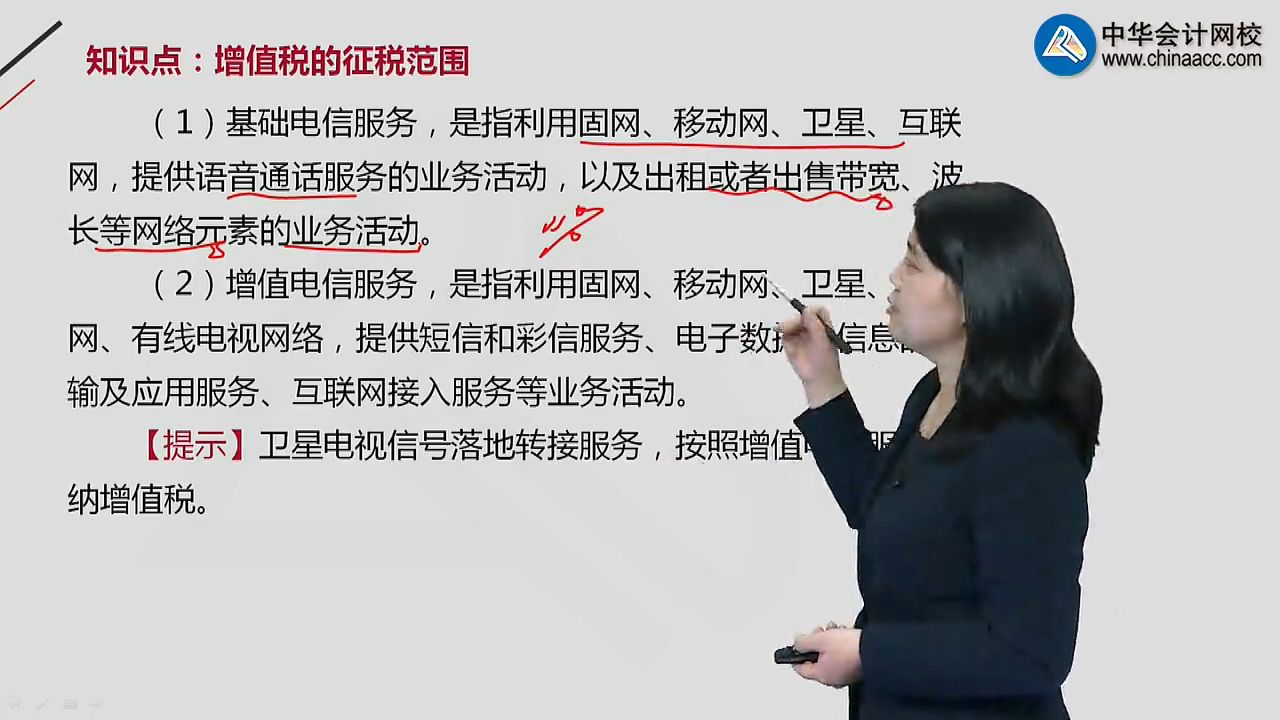 知识点：增值税的征税范围
中华会计网校
www.chinaacc.com
（1）基础电信服务，是指利用固网、移动网、卫星、互联
网，提供语音通话服务的业务活动，以及出租或者出售带宽、波
长等网络元素的业务活动。
（2）增值电信服务，是指利用固网、移动网、卫星、
网、有线电视网络，提供短信和彩信服务、电子数据 信息
输及应用服务、互联网接入服务等业务活动。
【提示】卫星电视信号落地转接服务，按照增值
纳增值税。